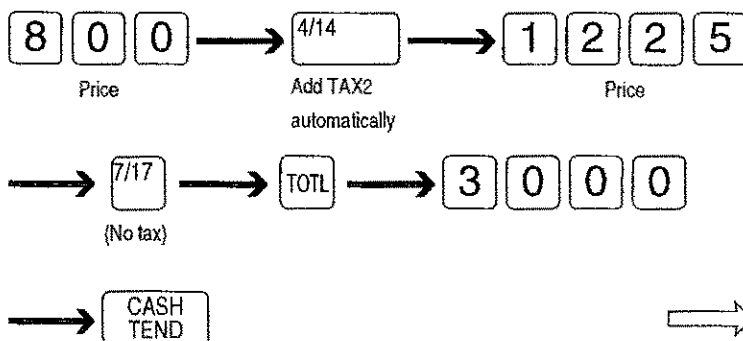 8 0 0 4/14 1 2 2 5
Price Add TAX2 Price
automatically
7/17 TOTL 3 0 0 0
(No tax)
CASH
TEND